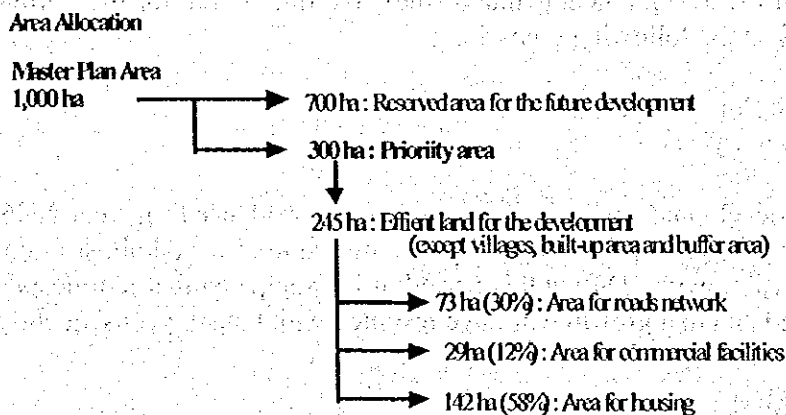 Area Allocation
Master Plan Area
1,000 ha
700 ha : Reserved area for the future development
300 ha : Prioriity area
245 ha : Effient land for the development
(except villages, built-up area and buffer area)
73 ha (30%) : Area for roads network
29ha (12%) : Area for commercial facilities
142 ha (58%) : Area for housing